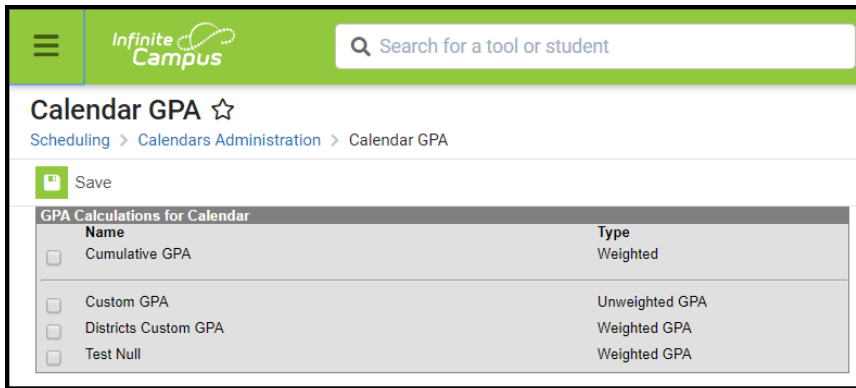 Infinite Campus
Search for a tool or student
Calendar GPA
Scheduling > Calendars Administration > Calendar GPA
Save
GPA Calculations for Calendar
Name Type
Cumulative GPA Weighted
Custom GPA Unweighted GPA
Districts Custom GPA Weighted GPA
Test Null Weighted GPA